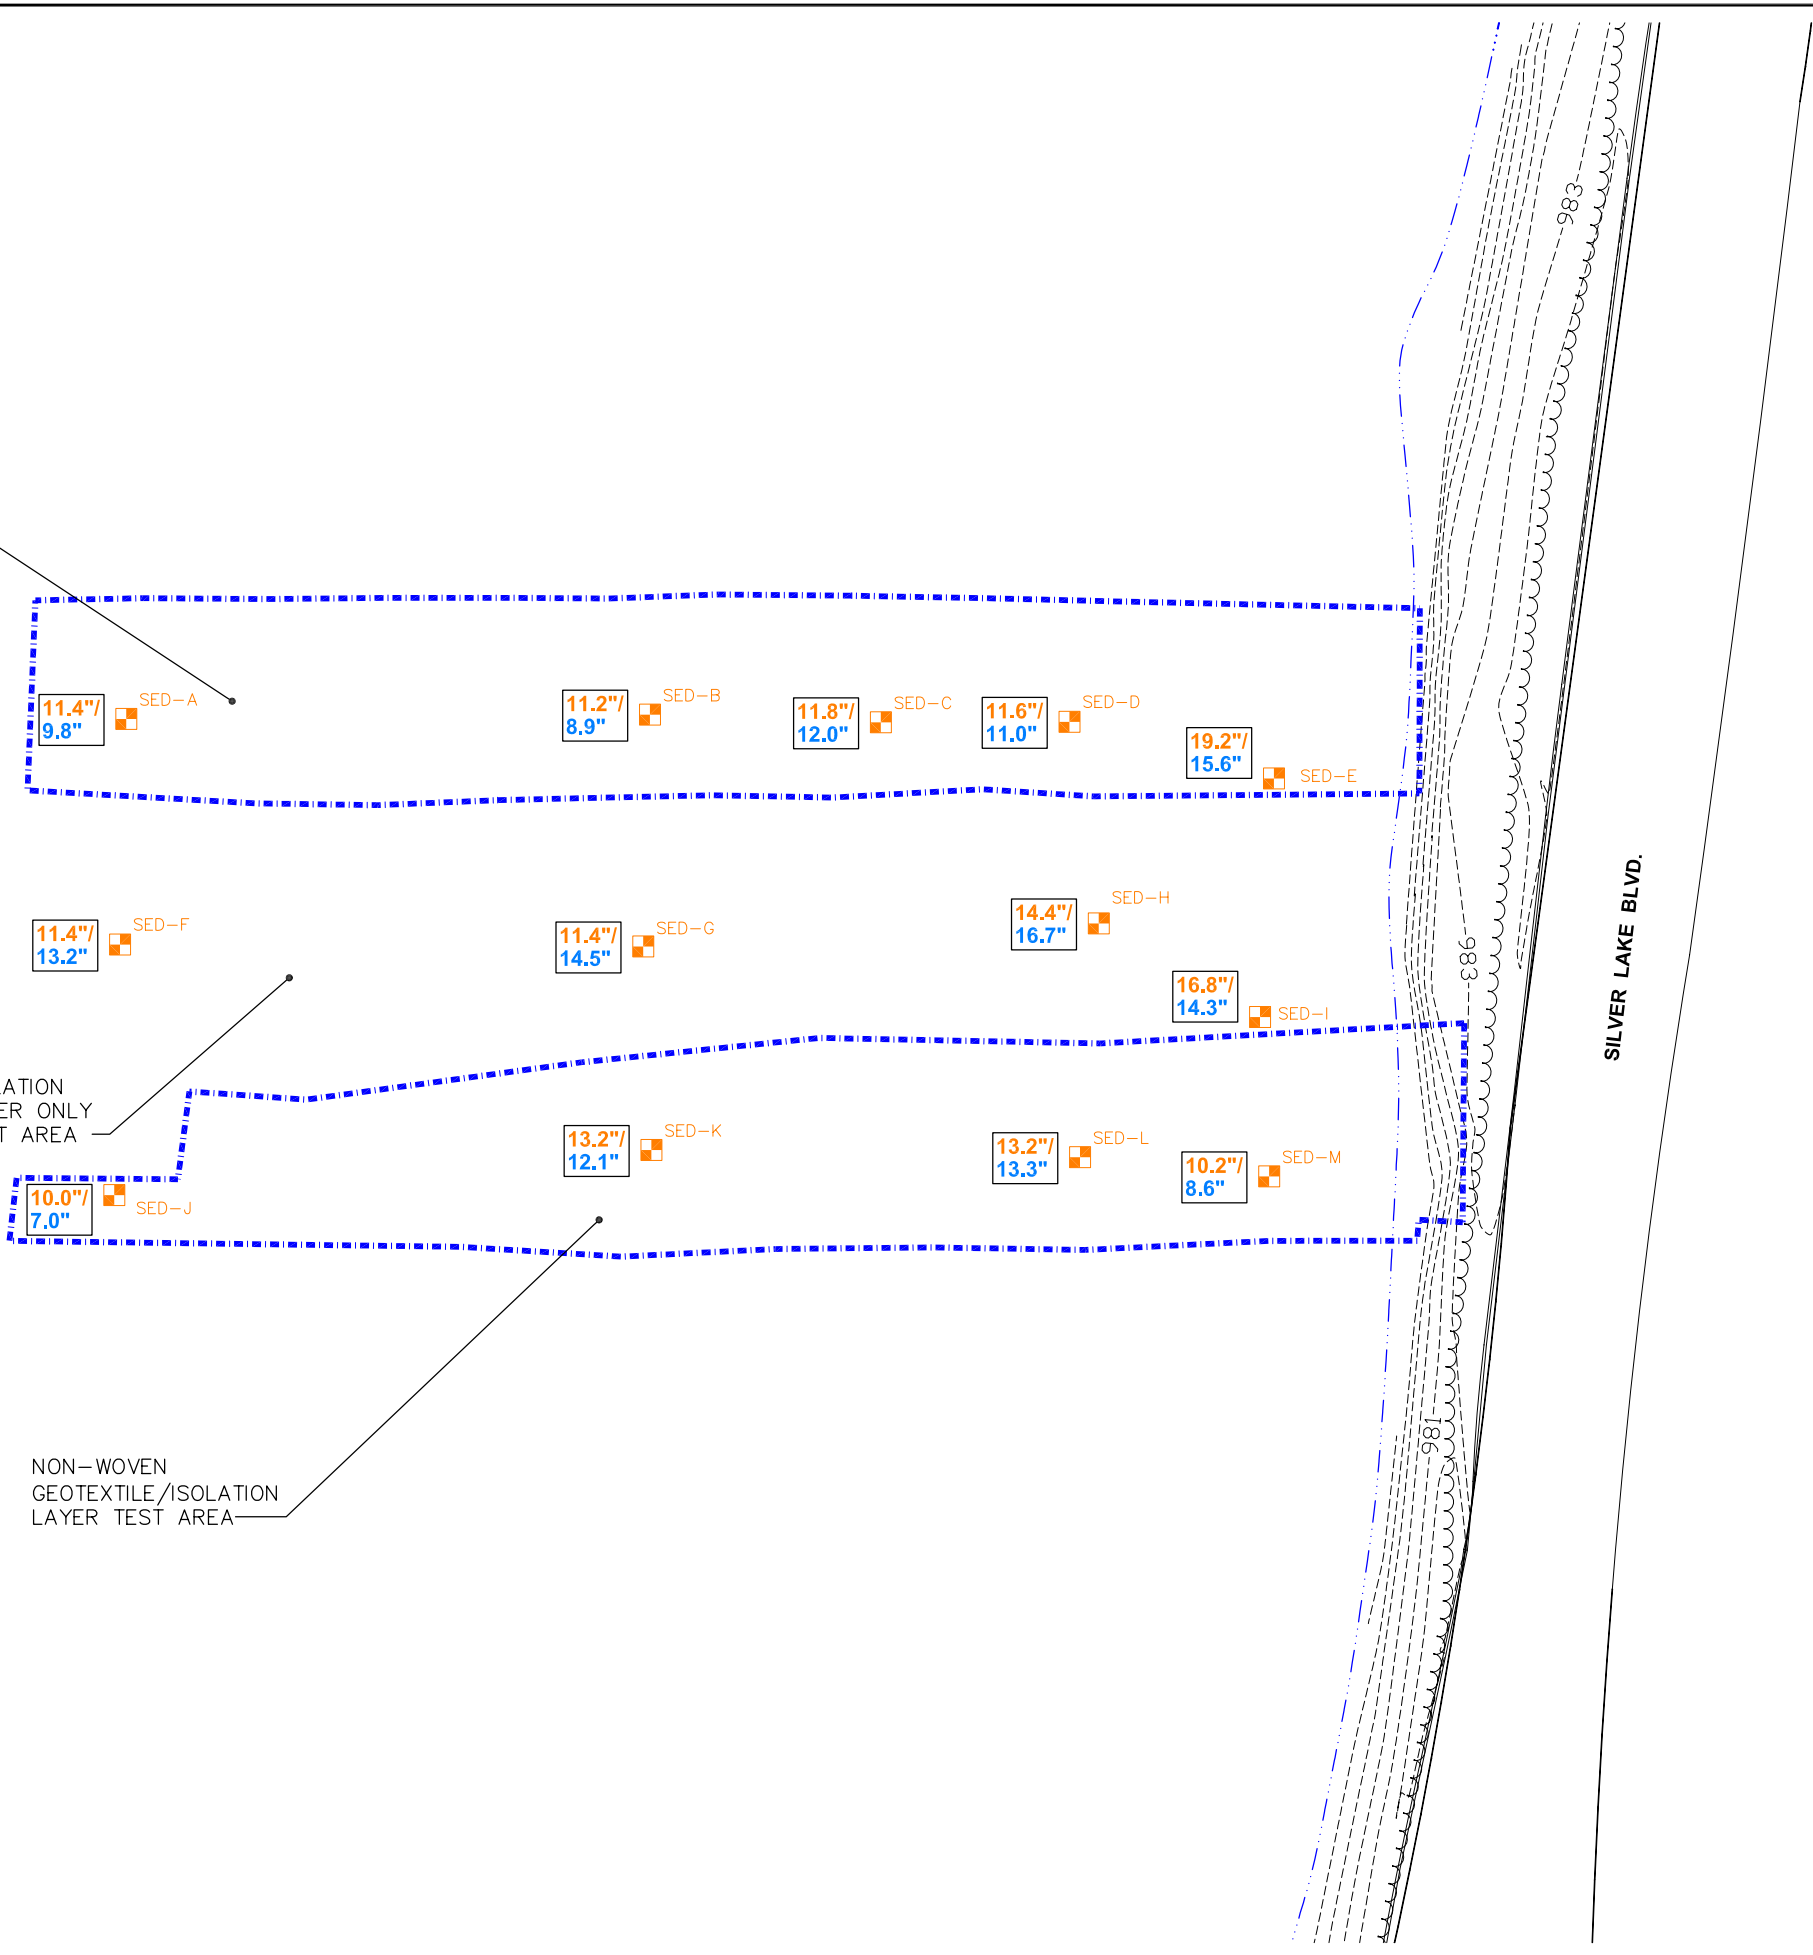 983
11.4"/
9.8"
SED-A
11.2"/
8.9"
SED-B
11.8"/
12.0"
SED-C
11.6"/
11.0"
SED-D
19.2"/
15.6"
SED-E
11.4"/
13.2"
SED-F
11.4"/
14.5"
SED-G
14.4"/
16.7"
SED-H
16.8"/
14.3"
SED-I
983
SILVER LAKE BLVD.
ATION
ER ONLY
T AREA
10.0"/
7.0"
SED-J
13.2"/
12.1"
SED-K
13.2"/
13.3"
SED-L
10.2"/
8.6"
SED-M
981
NON-WOVEN
GEOTEXTILE/ISOLATION
LAYER TEST AREA